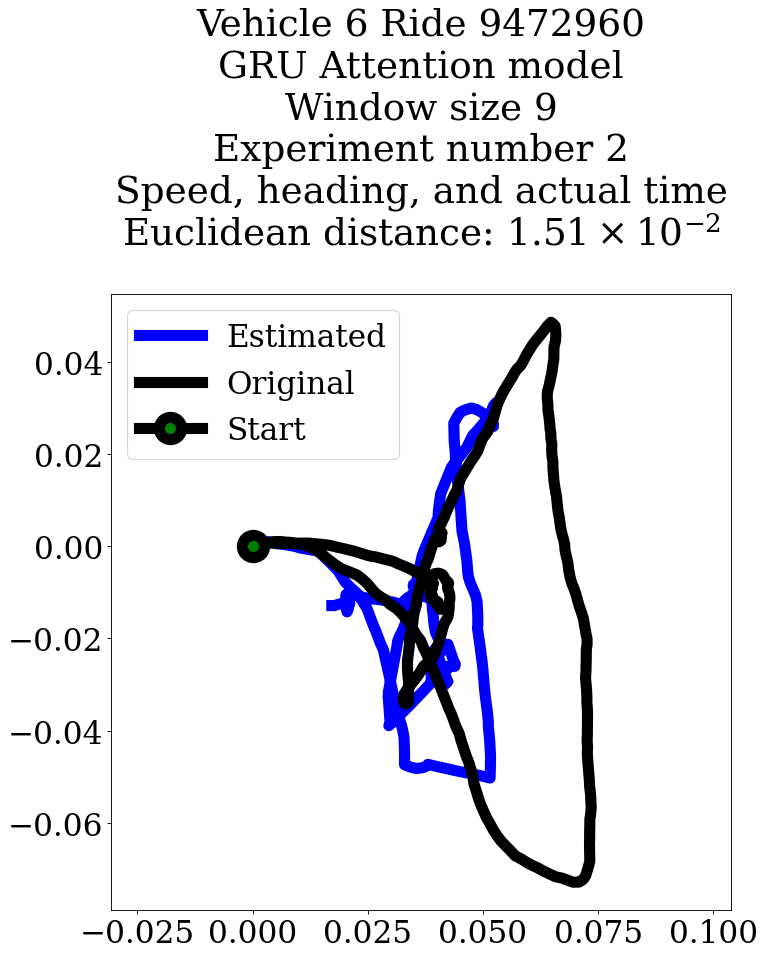 Vehicle 6 Ride 9472960
GRU Attention model
Window size 9
Experiment number 2
Speed, heading, and actual time
Euclidean distance: 1.51 × 10⁻²
Estimated
Original
Start
0.04
0.02
0.00
−0.02
−0.04
−0.06
−0.025 0.000 0.025 0.050 0.075 0.100